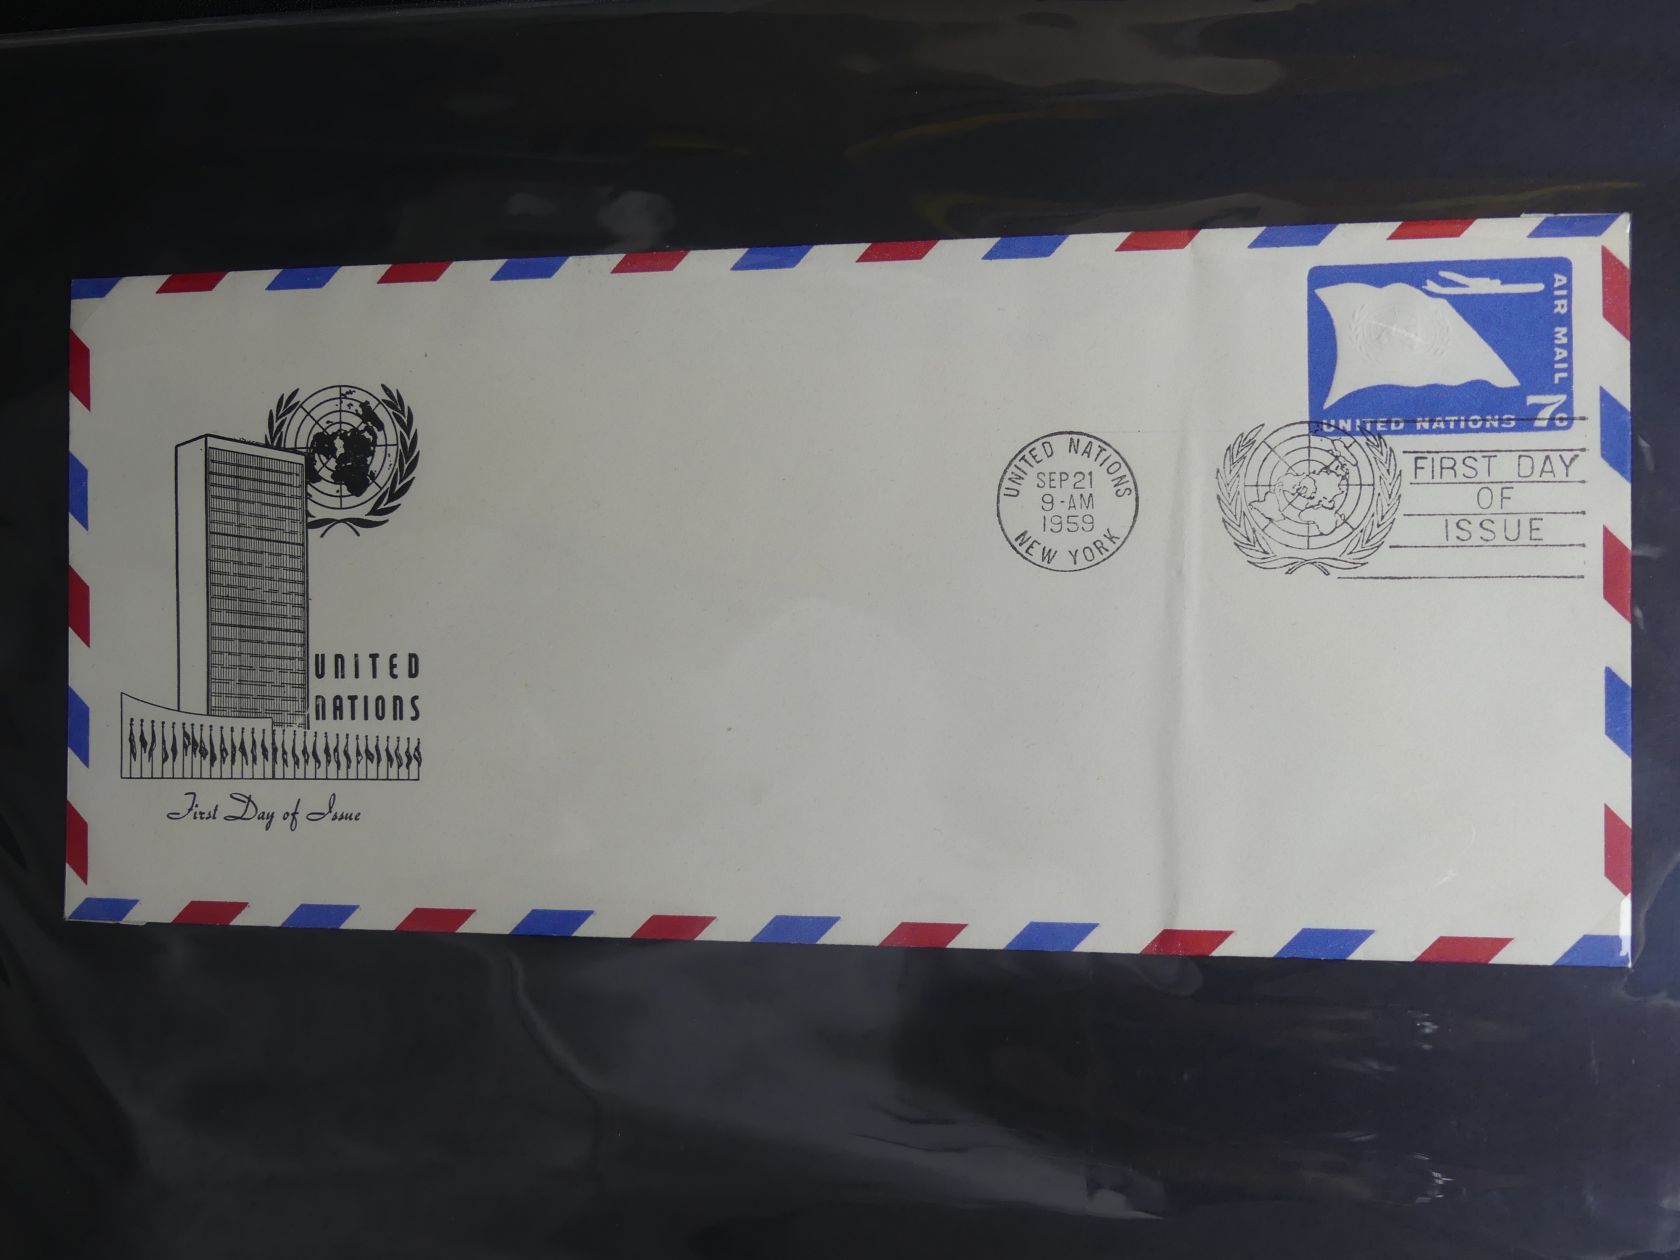 AIR MAIL
7c
UNITED NATIONS
UNITED NATIONS
SEP 21
9-AM
1959
NEW YORK
FIRST DAY
OF
ISSUE
UNITED
NATIONS
First Day of Issue